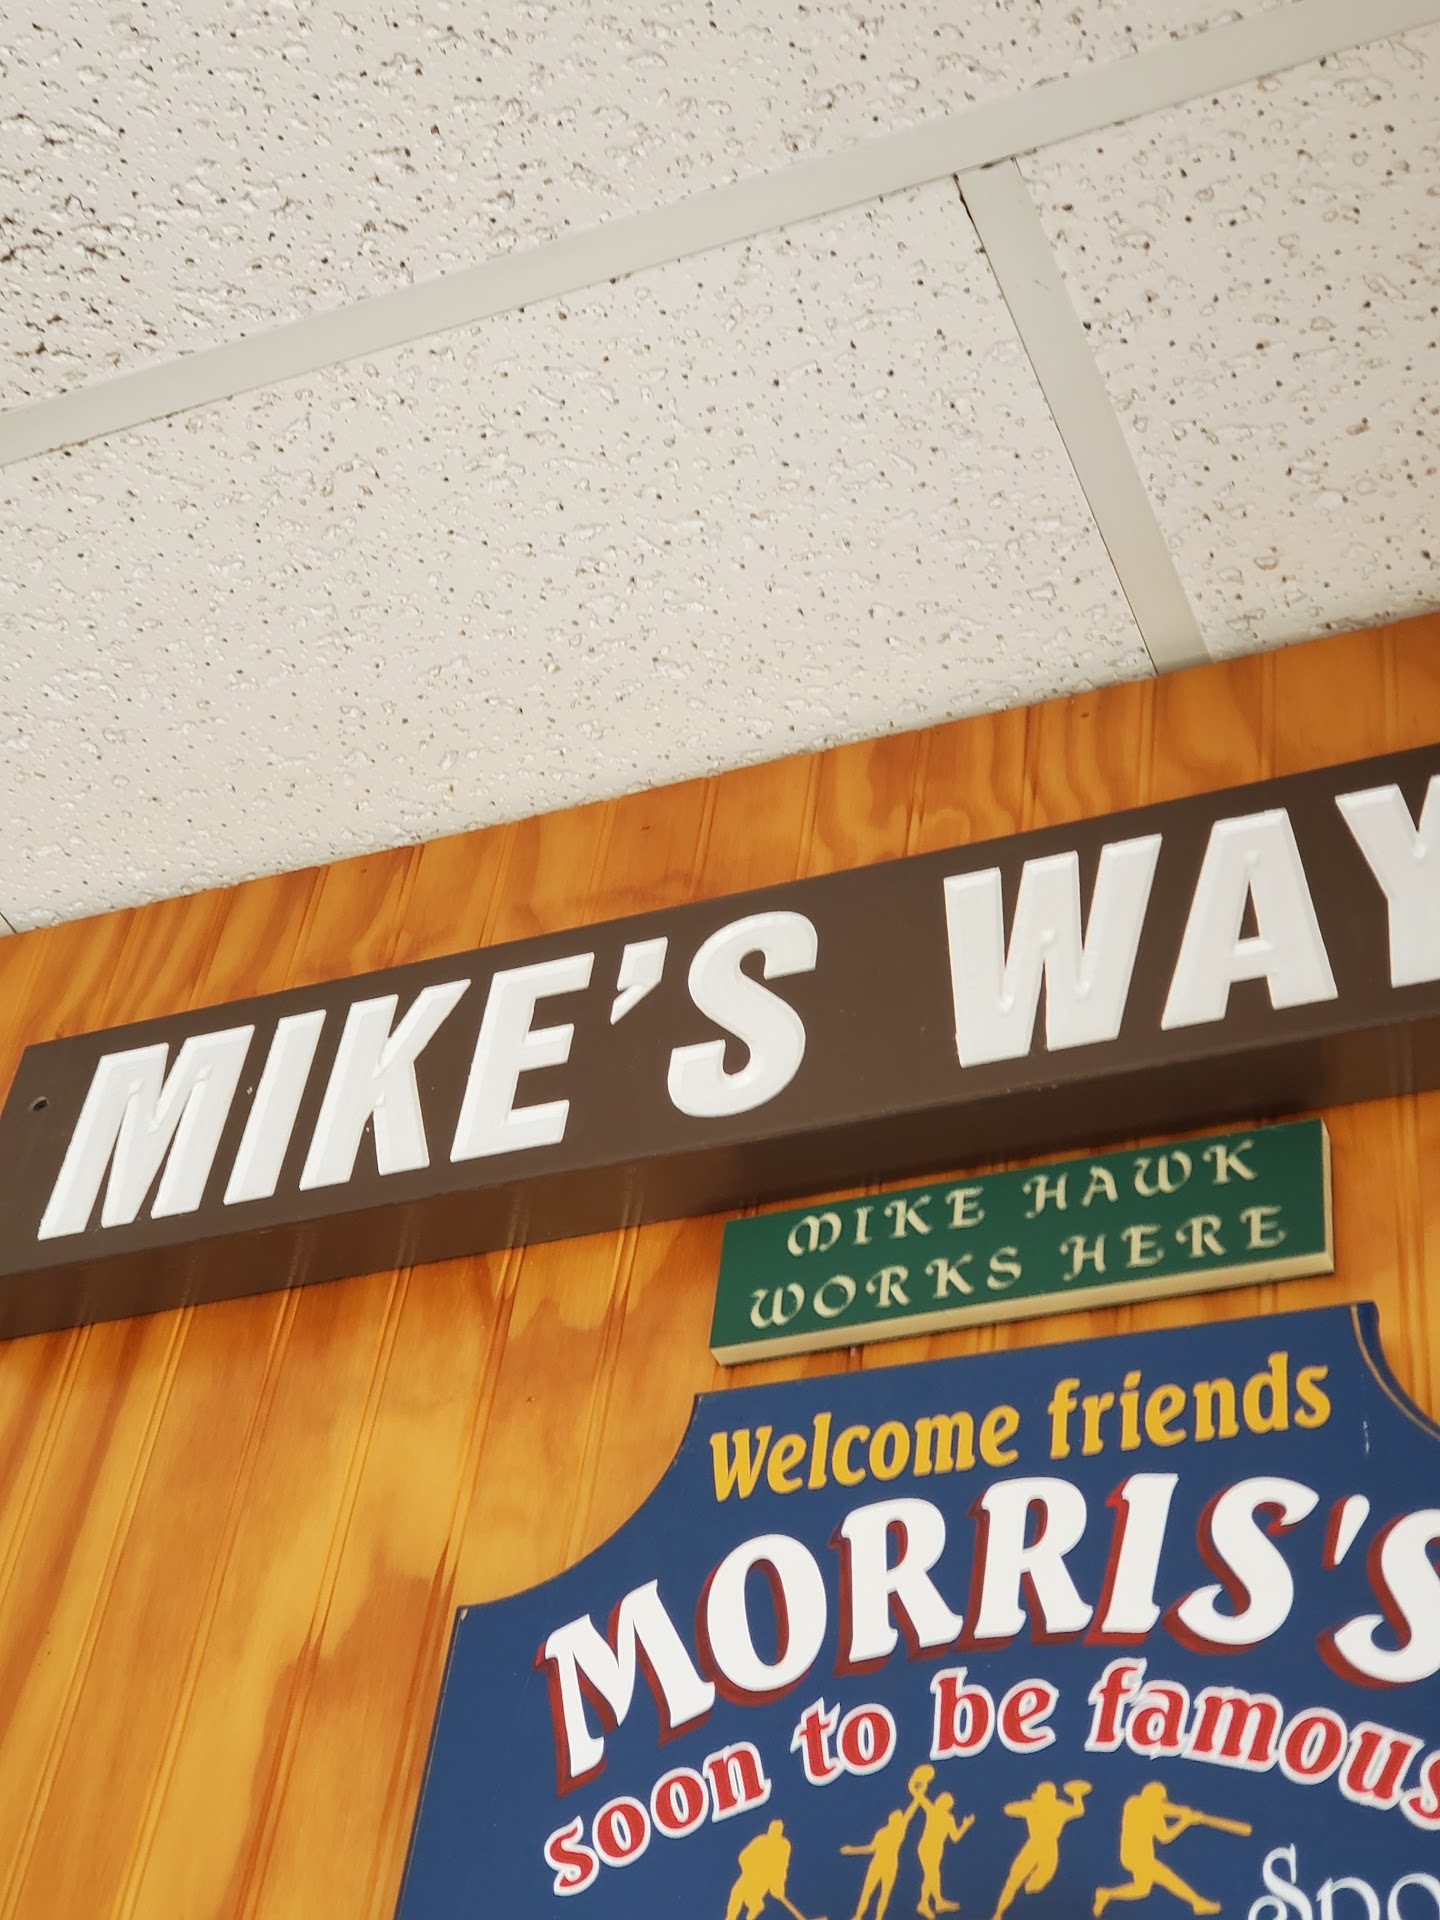 MIKE'S WAY
MIKE HAWK
WORKS HERE
Welcome friends
MORRIS'S
soon to be famous